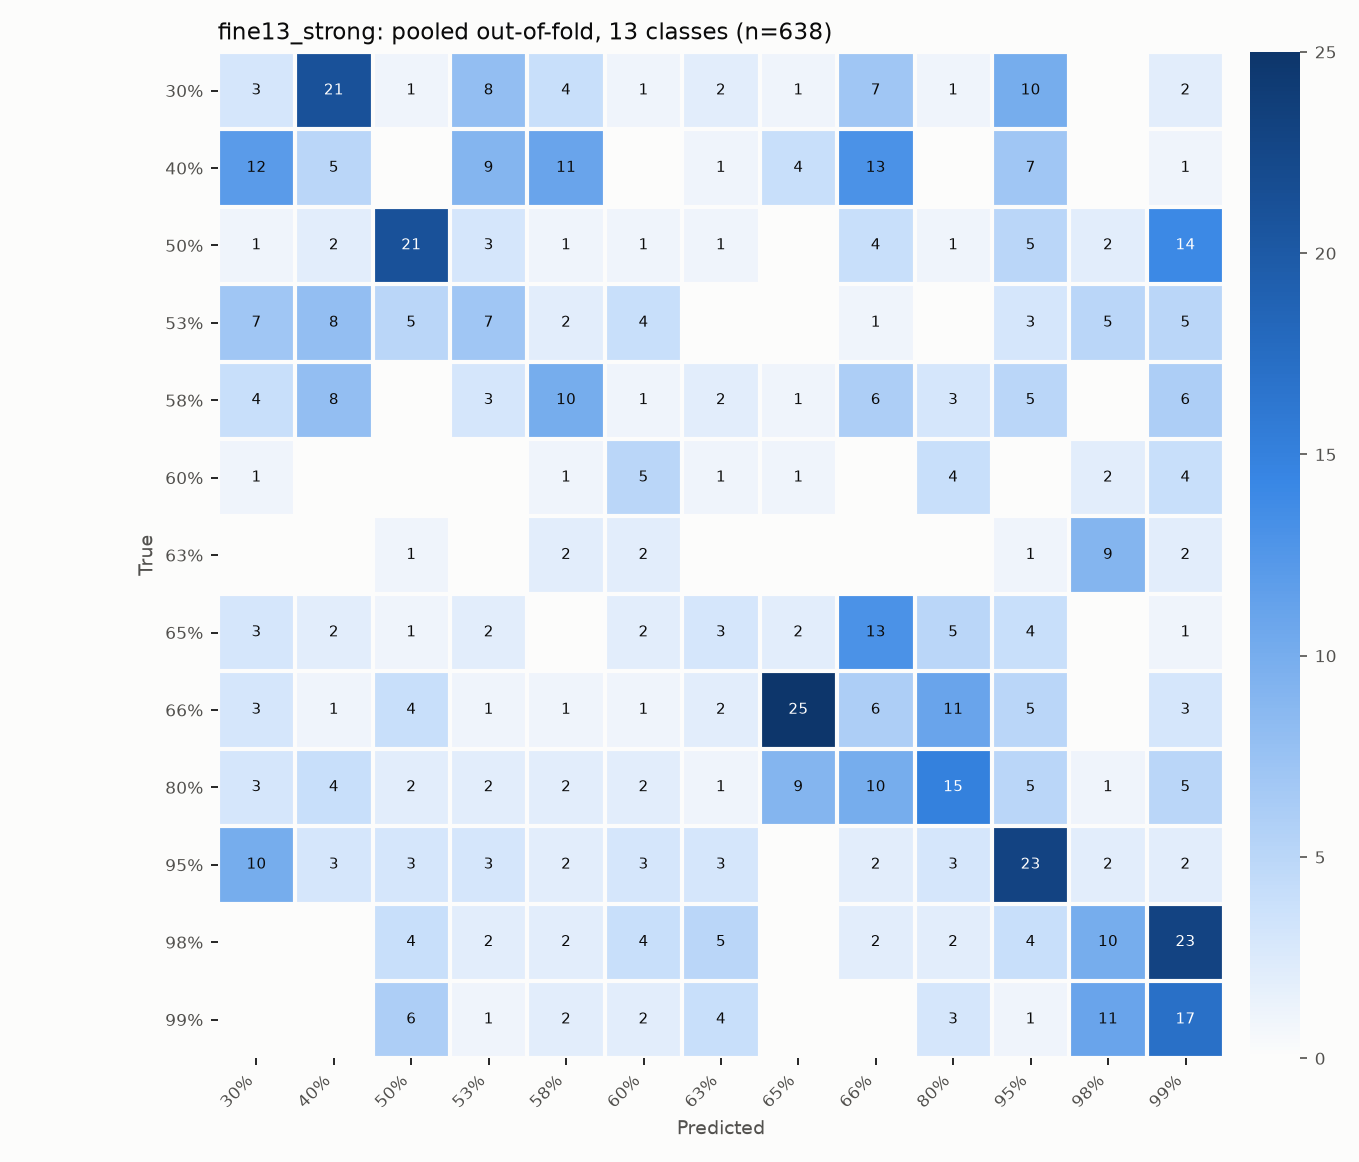 fine13_strong: pooled out-of-fold, 13 classes (n=638)
30% 3 21 1 8 4 1 2 1 7 1 10 2
40% 12 5 9 11 1 4 13 7 1
50% 1 2 21 3 1 1 1 4 1 5 2 14
53% 7 8 5 7 2 4 1 3 5 5
58% 4 8 3 10 1 2 1 6 3 5 6
60% 1 1 5 1 1 4 2 4
63% 1 2 2 1 9 2
65% 3 2 1 2 2 3 2 13 5 4 1
66% 3 1 4 1 1 1 2 25 6 11 5 3
80% 3 4 2 2 2 2 1 9 10 15 5 1 5
95% 10 3 3 3 2 3 3 2 3 23 2 2
98% 4 2 2 4 5 2 2 4 10 23
99% 6 1 2 2 4 3 1 11 17
30% 40% 50% 53% 58% 60% 63% 65% 66% 80% 95% 98% 99%
Predicted
True
25
20
15
10
5
0